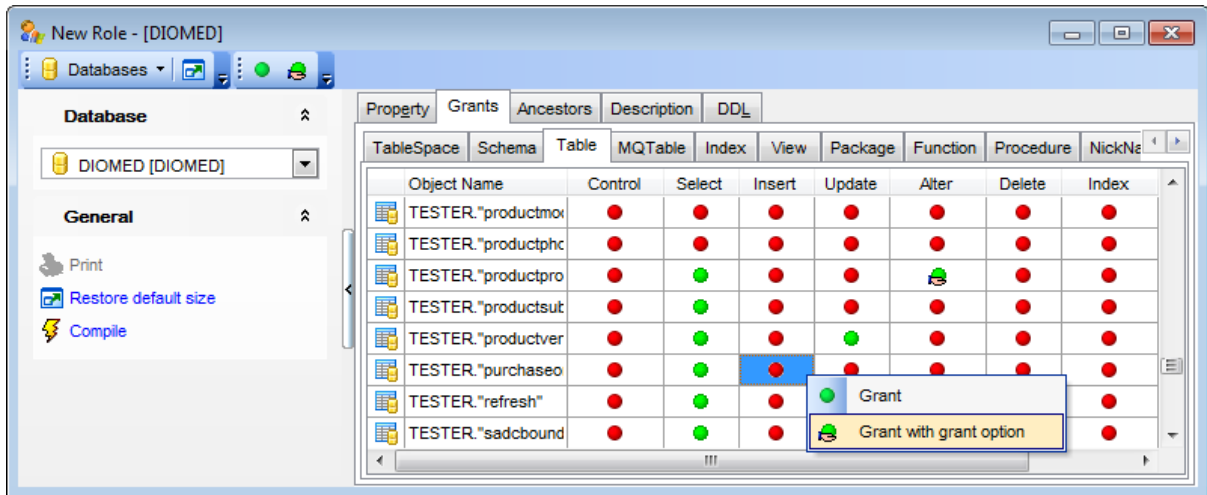 New Role - [DIOMED]
Databases
Database
DIOMED [DIOMED]
General
Print
Restore default size
Compile
Property Grants Ancestors Description DDL
TableSpace Schema Table MQTable Index View Package Function Procedure NickNa
Object Name Control Select Insert Update Alter Delete Index
TESTER."productmo
TESTER."productpho
TESTER."productpro
TESTER."productsub
TESTER."productver
TESTER."purchaseo
TESTER."refresh"
TESTER."sadcbound
Grant
Grant with grant option